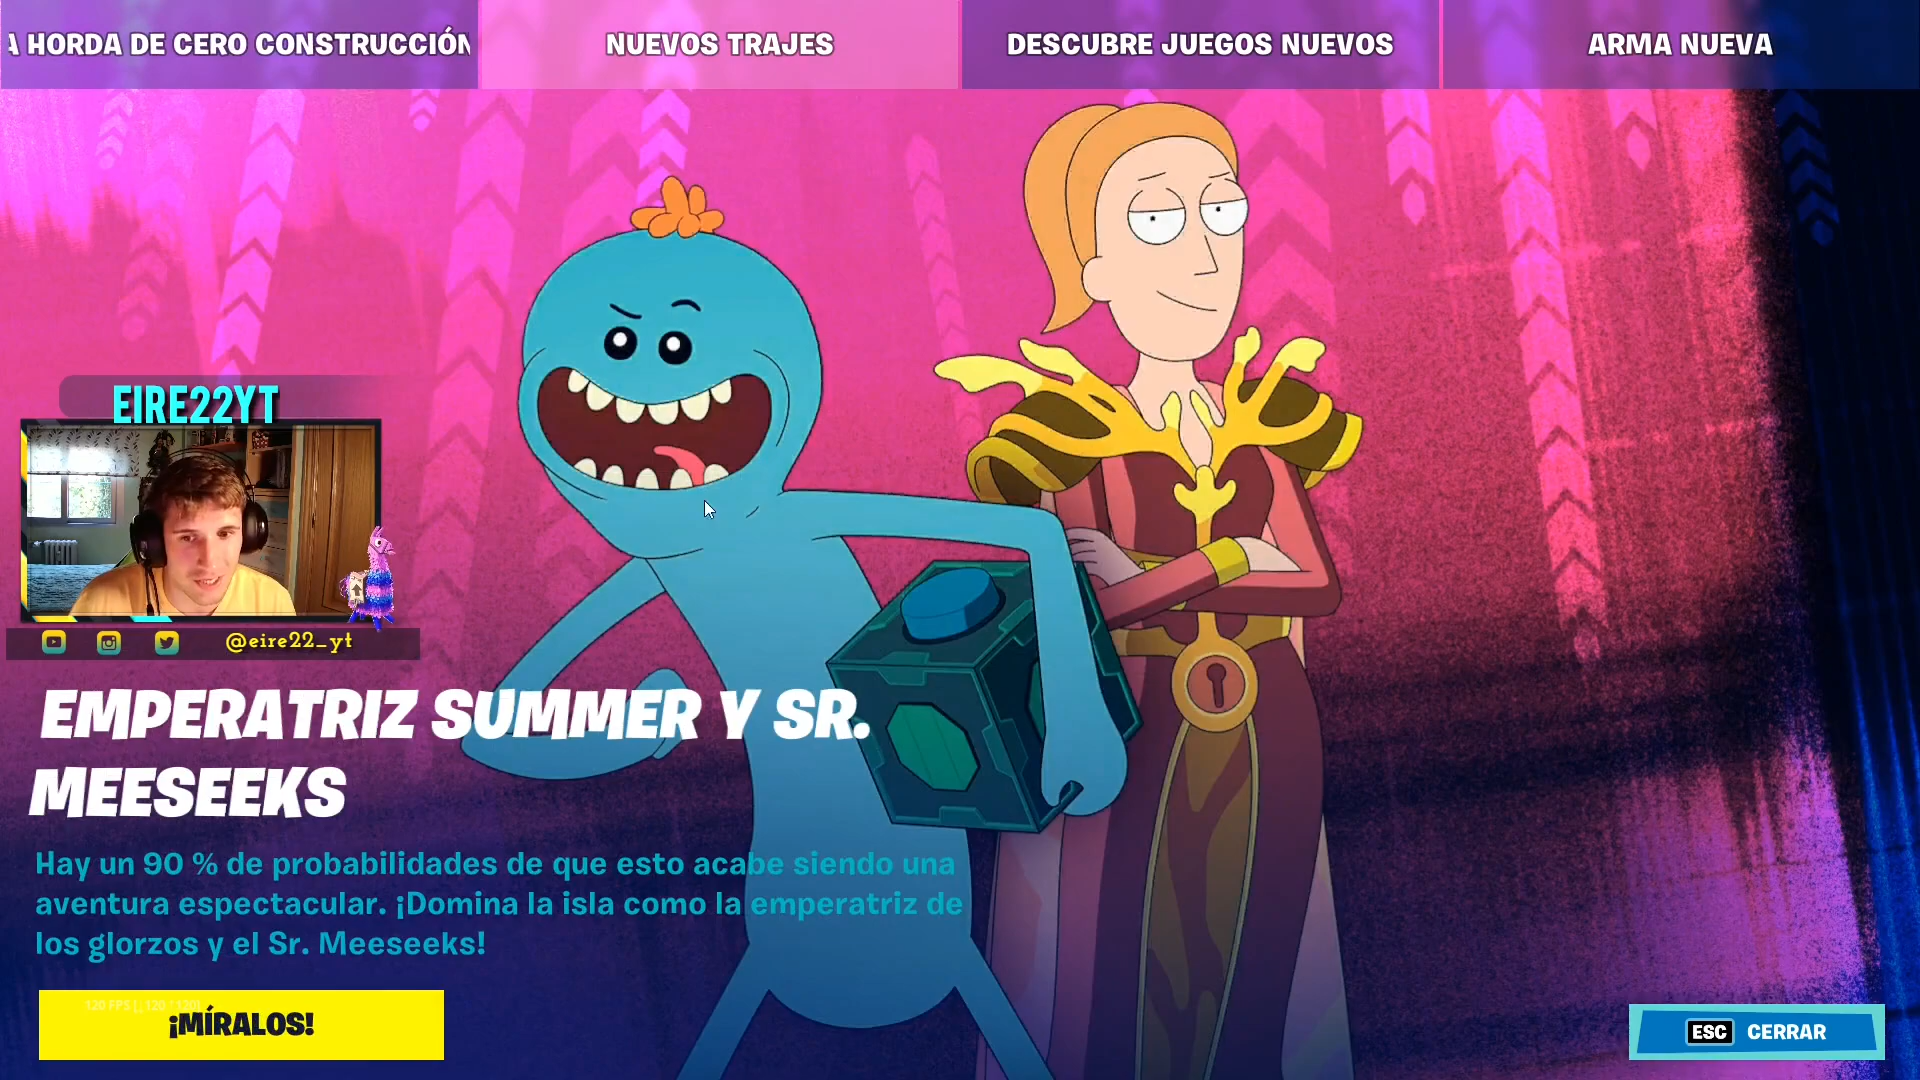 A HORDA DE CERO CONSTRUCCIÓN
NUEVOS TRAJES
DESCUBRE JUEGOS NUEVOS
ARMA NUEVA
EIRE22YT
@eire22_yt
EMPERATRIZ SUMMER Y SR.
MEESEEKS
Hay un 90 % de probabilidades de que esto acabe siendo una
aventura espectacular. ¡Domina la isla como la emperatriz de
los glorzos y el Sr. Meeseeks!
120 FPS [
¡MÍRALOS!
ESC CERRAR